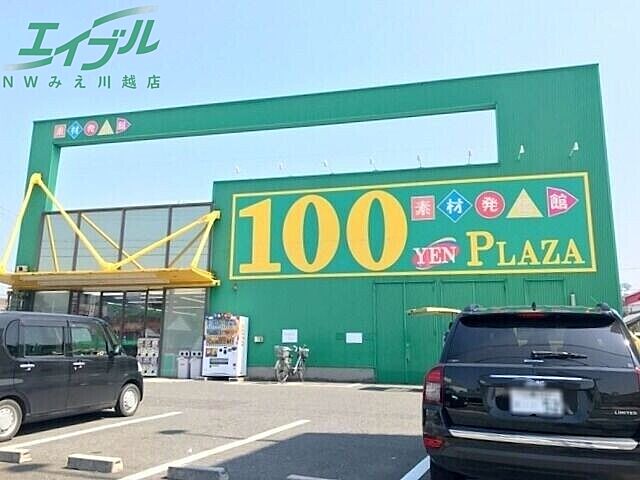 エイブル
NWみえ川越店
素材発 館
100 素材発 館
YEN PLAZA
LIMITED